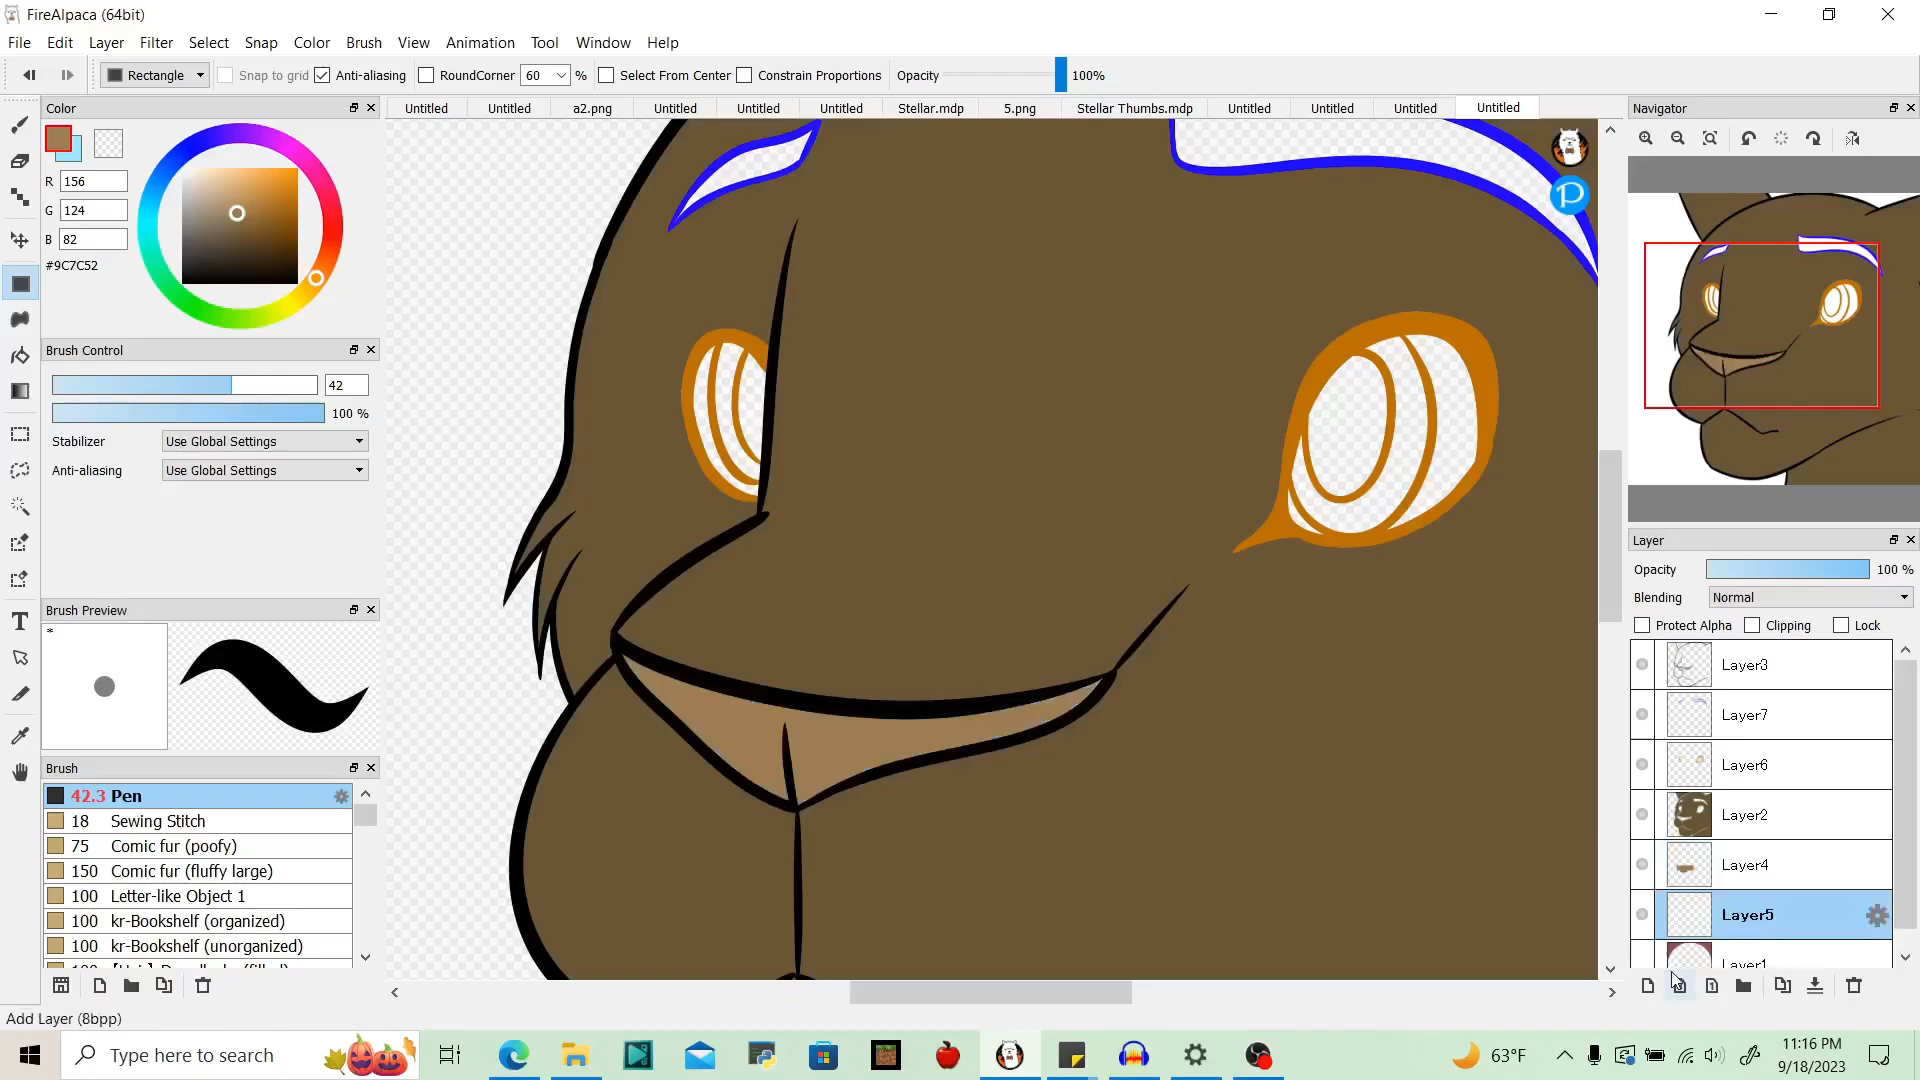 FireAlpaca (64bit)
File Edit Layer Filter Select Snap Color Brush View Animation Tool Window Help
Rectangle Snap to grid Anti-aliasing RoundCorner 60 % Select From Center Constrain Proportions Opacity 100%
Color
Untitled Untitled a2.png Untitled Untitled Untitled Stellar.mdp 5.png Stellar Thumbs.mdp Untitled Untitled Untitled Untitled
Navigator
R 156
G 124
B 82
#9C7C52
Brush Control
42
100 %
Stabilizer Use Global Settings
Anti-aliasing Use Global Settings
Brush Preview
*
Brush
42.3 Pen
18 Sewing Stitch
75 Comic fur (poofy)
150 Comic fur (fluffy large)
100 Letter-like Object 1
100 kr-Bookshelf (organized)
100 kr-Bookshelf (unorganized)
P
Layer
Opacity 100 %
Blending Normal
Protect Alpha Clipping Lock
Layer3
Layer7
Layer6
Layer2
Layer4
Layer5
Layer1
Add Layer (8bpp)
Type here to search
63°F
11:16 PM
9/18/2023